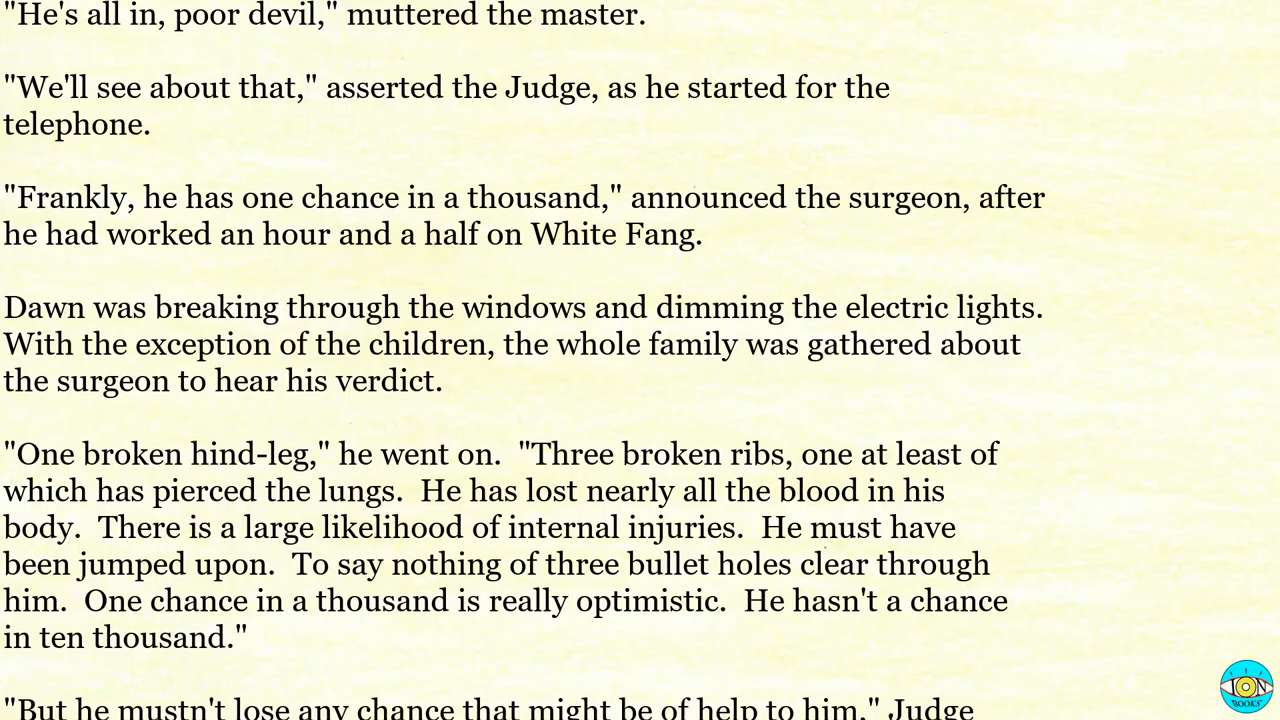 "He's all in, poor devil," muttered the master.
"We'll see about that," asserted the Judge, as he started for the
telephone.
"Frankly, he has one chance in a thousand," announced the surgeon, after
he had worked an hour and a half on White Fang.
Dawn was breaking through the windows and dimming the electric lights.
With the exception of the children, the whole family was gathered about
the surgeon to hear his verdict.
"One broken hind-leg," he went on.  "Three broken ribs, one at least of
which has pierced the lungs.  He has lost nearly all the blood in his
body.  There is a large likelihood of internal injuries.  He must have
been jumped upon.  To say nothing of three bullet holes clear through
him.  One chance in a thousand is really optimistic.  He hasn't a chance
in ten thousand."
"But he mustn't lose any chance that might be of help to him," Judge
ION
BOOKS